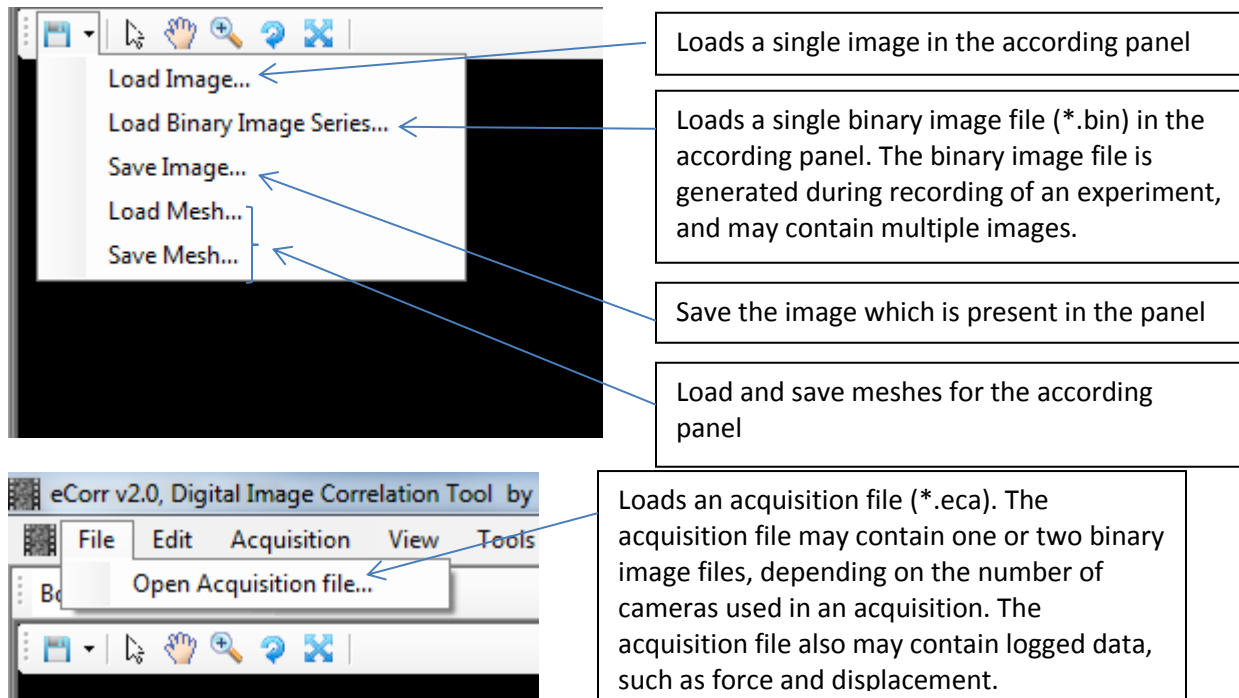 Load Image...
Load Binary Image Series...
Save Image...
Load Mesh...
Save Mesh...
Loads a single image in the according panel
Loads a single binary image file (*.bin) in the
according panel. The binary image file is
generated during recording of an experiment,
and may contain multiple images.
Save the image which is present in the panel
Load and save meshes for the according
panel
eCorr v2.0, Digital Image Correlation Tool by
File Edit Acquisition View Tools
Open Acquisition file...
Loads an acquisition file (*.eca). The
acquisition file may contain one or two binary
image files, depending on the number of
cameras used in an acquisition. The
acquisition file also may contain logged data,
such as force and displacement.